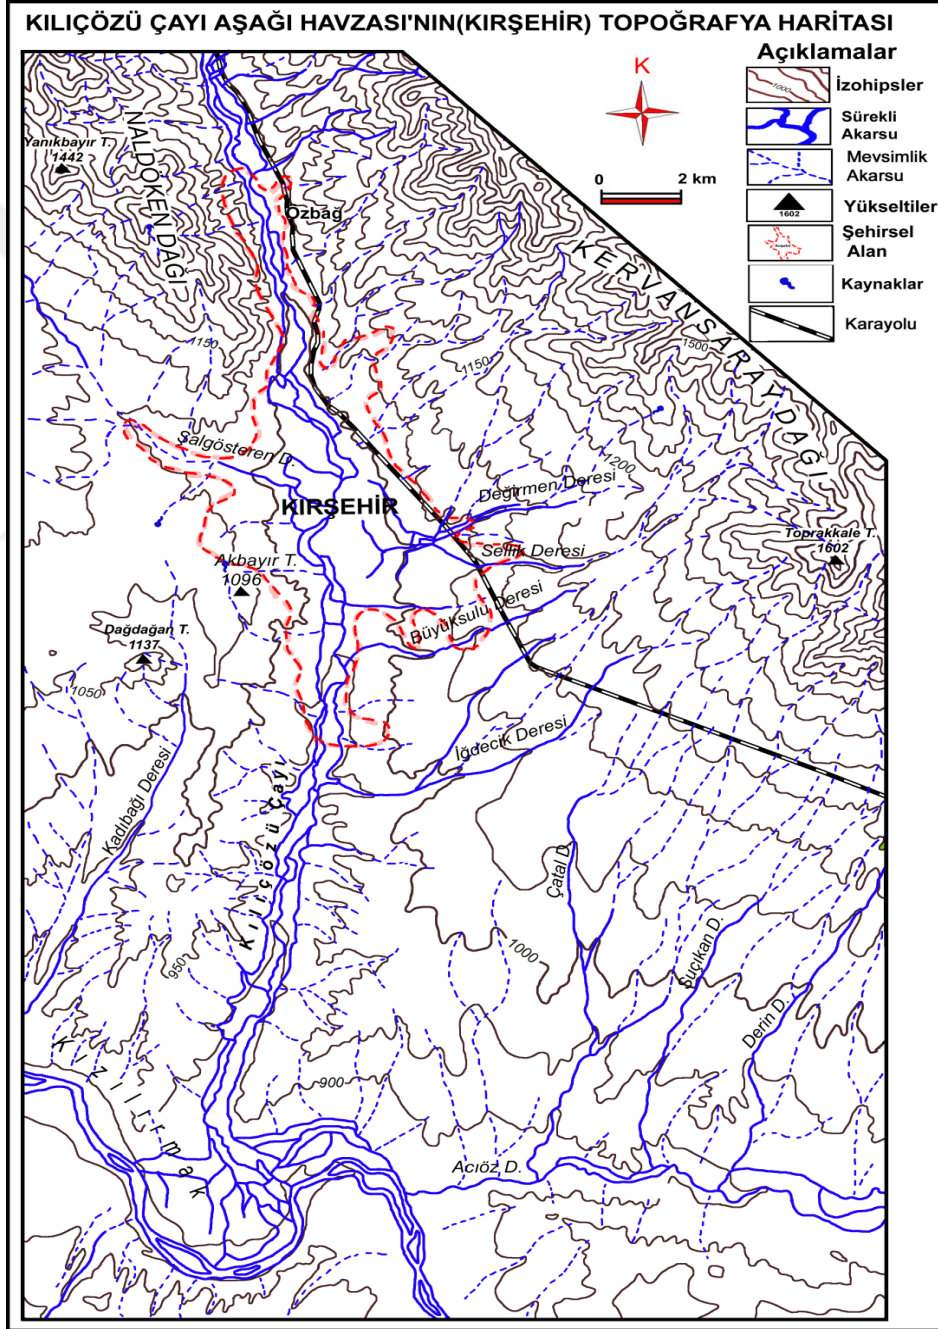 KILIÇÖZÜ ÇAYI AŞAĞI HAVZASI'NIN(KIRŞEHİR) TOPOĞRAFYA HARİTASI
Açıklamalar
1000
İzohipsler
Sürekli
Akarsu
Mevsimlik
Akarsu
1602
Yükseltiler
Şehirsel
Alan
Kaynaklar
Karayolu
K
0 2 km
Yanıkbayır T.
1442
NALDÖKEN DAĞI
Özbağ
KERVANSARAY DAĞI
1150
1150
1500
Şalgösteren D.
1200
Değirmen Deresi
KIRŞEHİR
Sellik Deresi
Toprakkale T.
1602
Akbayır T.
1096
Büyüksulu Deresi
Dağdağan T.
1137
1050
İğdecik Deresi
Kadıbağı Deresi
Kılıçözü Çayı
Çatal D.
Suçıkan D.
1000
950
Derin D.
Kızılırmak
900
Acıöz D.